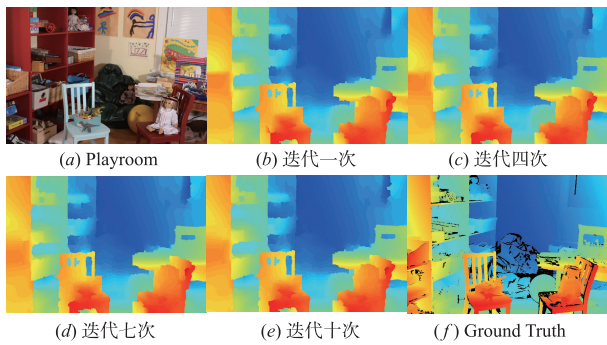 (a) Playroom
(b) 迭代一次
(c) 迭代四次
(d) 迭代七次
(e) 迭代十次
(f) Ground Truth